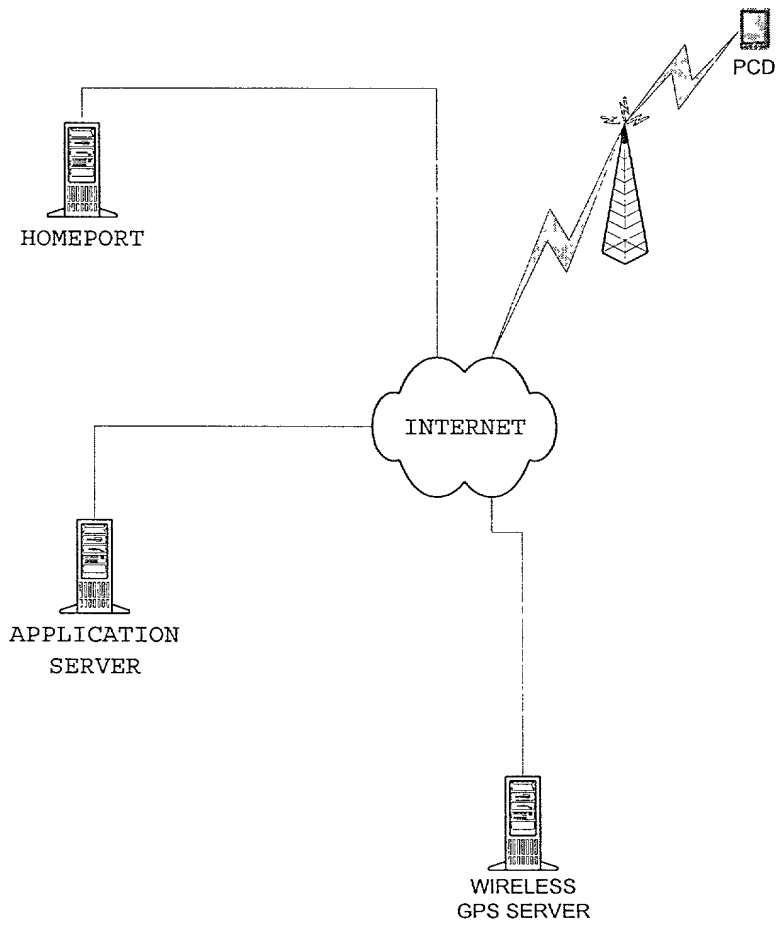 PCD
HOMEPORT
INTERNET
APPLICATION
SERVER
WIRELESS
GPS SERVER